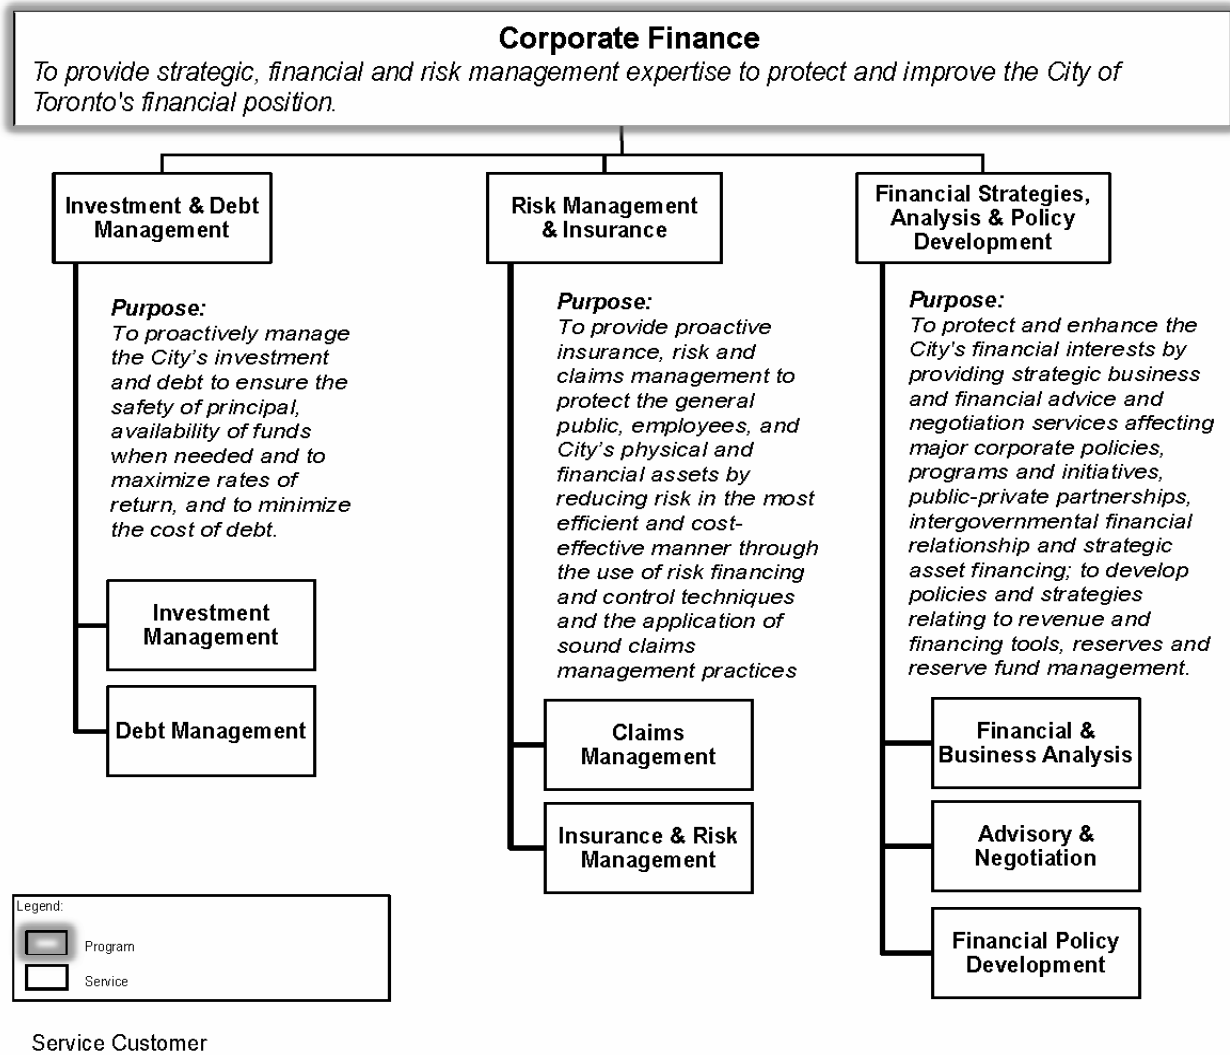 Corporate Finance
To provide strategic, financial and risk management expertise to protect and improve the City of
Toronto's financial position.
Investment & Debt
Management
Purpose:
To proactively manage
the City's investment
and debt to ensure the
safety of principal,
availability of funds
when needed and to
maximize rates of
return, and to minimize
the cost of debt.
Investment
Management
Debt Management
Risk Management
& Insurance
Purpose:
To provide proactive
insurance, risk and
claims management to
protect the general
public, employees, and
City's physical and
financial assets by
reducing risk in the most
efficient and cost-
effective manner through
the use of risk financing
and control techniques
and the application of
sound claims
management practices
Claims
Management
Insurance & Risk
Management
Financial Strategies,
Analysis & Policy
Development
Purpose:
To protect and enhance the
City's financial interests by
providing strategic business
and financial advice and
negotiation services affecting
major corporate policies,
programs and initiatives,
public-private partnerships,
intergovernmental financial
relationship and strategic
asset financing; to develop
policies and strategies
relating to revenue and
financing tools, reserves and
reserve fund management.
Financial &
Business Analysis
Advisory &
Negotiation
Financial Policy
Development
Legend:
Program
Service
Service Customer